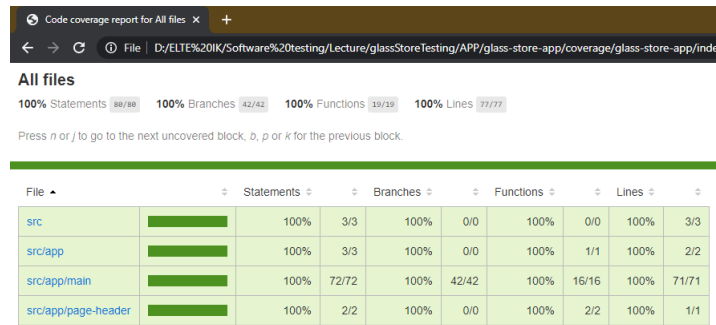 Code coverage report for All files
File D:/ELTE%20IK/Software%20testing/Lecture/glassStoreTesting/APP/glass-store-app/coverage/glass-store-app/inde
All files
100% Statements 80/80 100% Branches 42/42 100% Functions 19/19 100% Lines 77/77
Press n or j to go to the next uncovered block, b, p or k for the previous block.
File Statements Branches Functions Lines
src 100% 3/3 100% 0/0 100% 0/0 100% 3/3
src/app 100% 3/3 100% 0/0 100% 1/1 100% 2/2
src/app/main 100% 72/72 100% 42/42 100% 16/16 100% 71/71
src/app/page-header 100% 2/2 100% 0/0 100% 2/2 100% 1/1